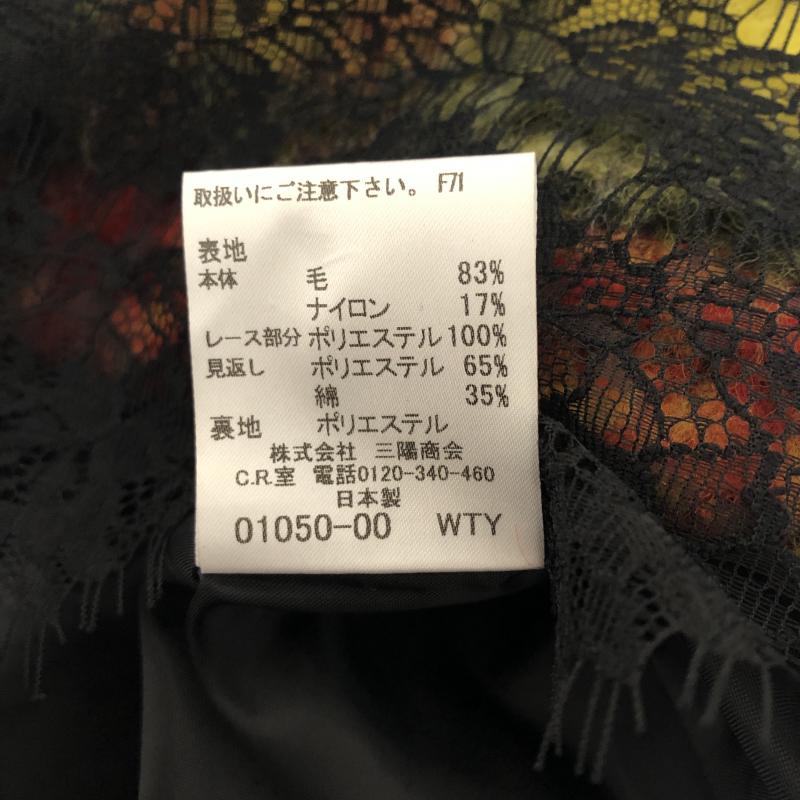 取扱いにご注意下さい。 F71
表地
本体 毛 83%
ナイロン 17%
レース部分 ポリエステル 100%
見返し ポリエステル 65%
綿 35%
裏地 ポリエステル
株式会社 三陽商会
C.R.室 電話0120-340-460
日本製
01050-00 WTY